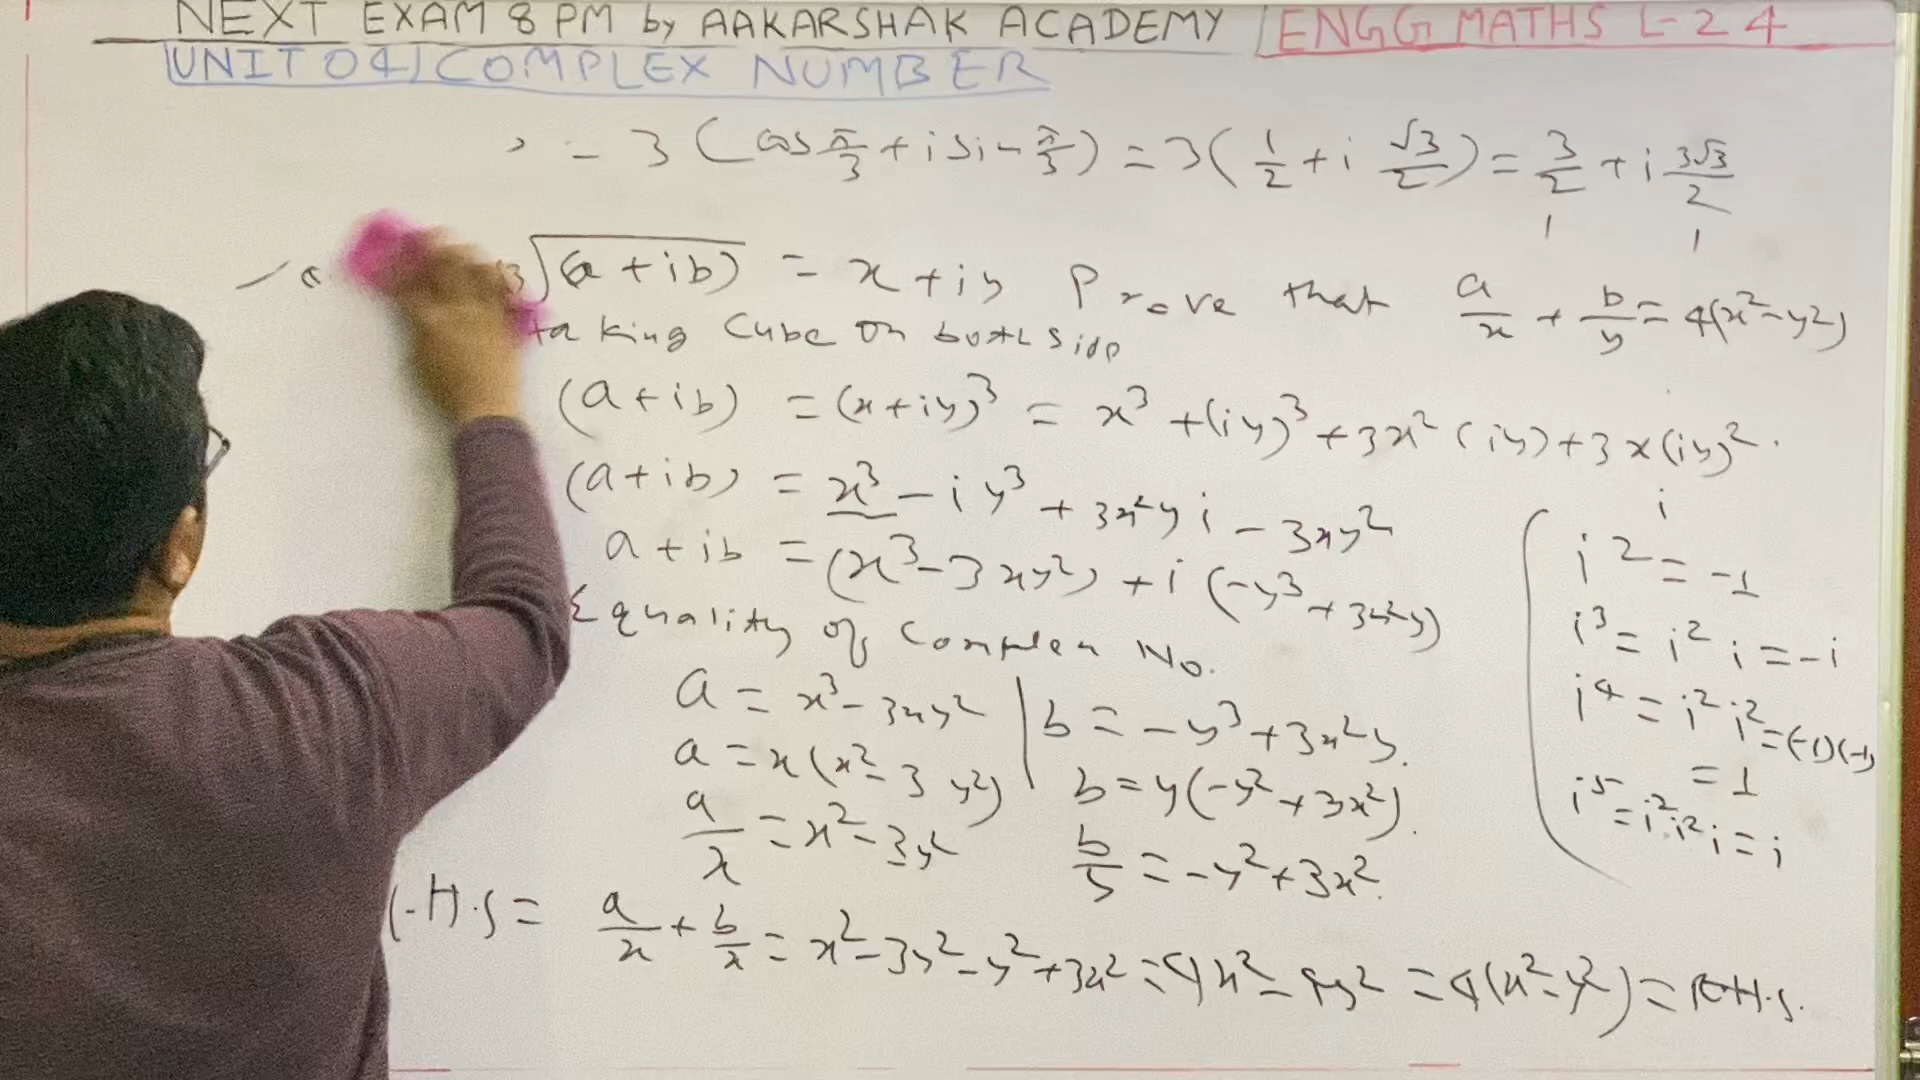 NEXT EXAM 8 PM by AAKARSHAK ACADEMY ENGG MATHS L-24
UNIT 04 COMPLEX NUMBER
= 3 (cos π/3 + i sin π/3) = 3(1/2 + i √3/2) = 3/2 + i 3√3/2
∛(a + ib) = x + iy Prove that a/x + b/y = 4(x² - y²)
taking Cube on both side
(a + ib) = (x + iy)³ = x³ + (iy)³ + 3x² (iy) + 3x(iy)².
(a + ib) = x³ - i y³ + 3x²y i - 3xy²
a + ib = (x³ - 3xy²) + i (-y³ + 3x²y)
Equality of Complex No.
a = x³ - 3xy² | b = -y³ + 3x²y.
a = x(x² - 3y²) b = y(-y² + 3x²).
a/x = x² - 3y² b/y = -y² + 3x².
L.H.S = a/x + b/x = x² - 3y² - y² + 3x² = 4x² - 4y² = 4(x² - y²) = R.H.S.
i
i² = -1
i³ = i² i = -i
i⁴ = i² i² = (-1)(-1)
= 1
i⁵ = i² i² i = i